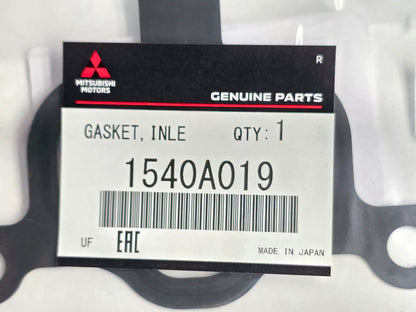 R
MITSUBISHI
MOTORS
GENUINE PARTS
GASKET, INLE QTY: 1
1540A019
UF EAC MADE IN JAPAN